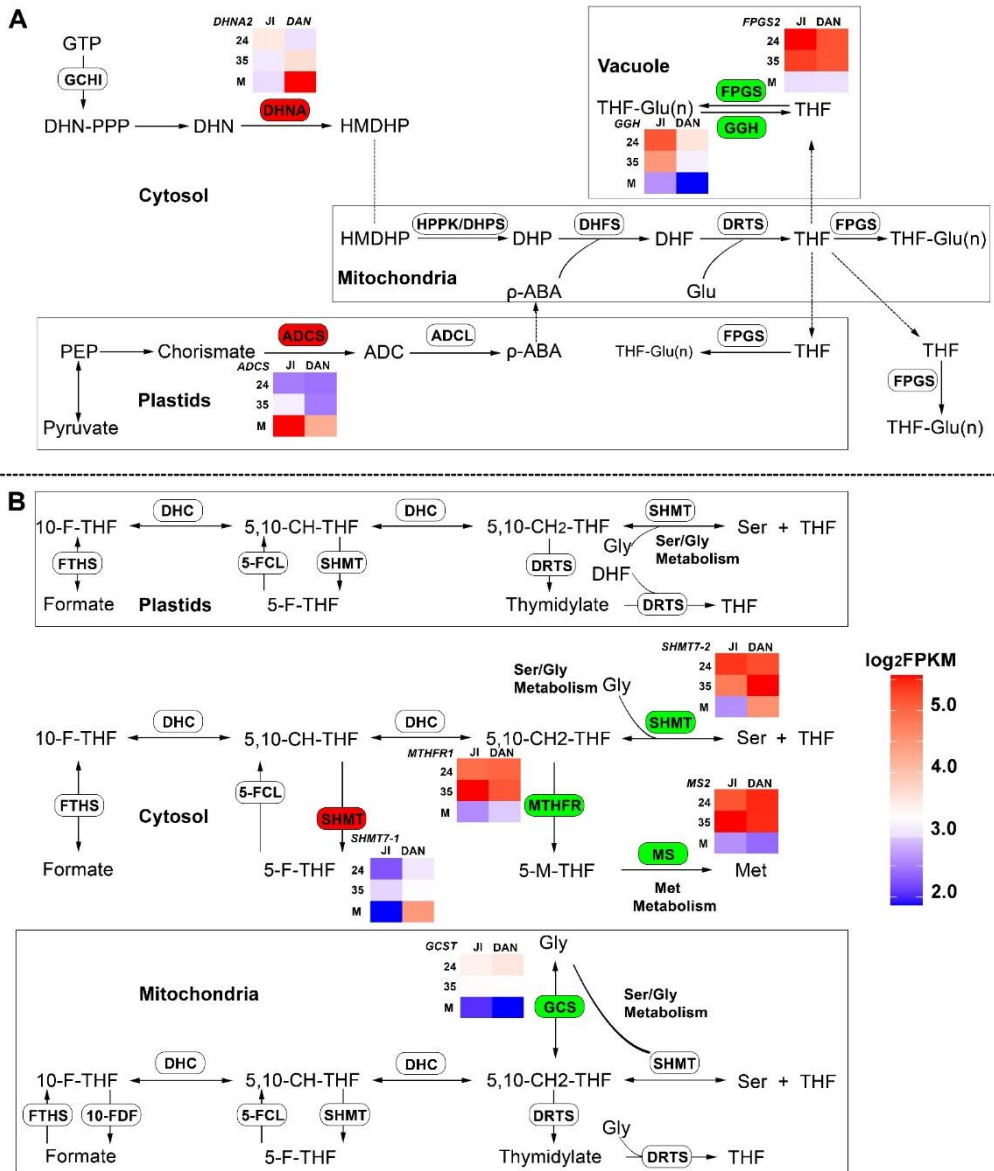 A
GTP
GCHI
DHN-PPP
DHN
DHNA
HMDHP
DHNA2 JI DAN
24
35
M
Cytosol
Vacuole
FPGS2 JI DAN
24
35
M
THF-Glu(n)
FPGS
GGH
THF
GGH JI DAN
24
35
M
HMDHP
HPPK/DHPS
DHP
DHFS
DHF
DRTS
THF
FPGS
THF-Glu(n)
Mitochondria
ρ-ABA
Glu
PEP
Chorismate
ADCS
ADC
ADCL
ρ-ABA
THF-Glu(n)
FPGS
THF
THF
FPGS
THF-Glu(n)
ADCS JI DAN
24
35
M
Plastids
Pyruvate
B
10-F-THF
DHC
5,10-CH-THF
DHC
5,10-CH2-THF
SHMT
Ser + THF
Gly
Ser/Gly
Metabolism
FTHS
5-FCL
SHMT
DRTS
DHF
Formate
Plastids
5-F-THF
Thymidylate
DRTS
THF
SHMT7-2 JI DAN
24
35
M
Ser/Gly
Metabolism
Gly
10-F-THF
DHC
5,10-CH-THF
DHC
5,10-CH2-THF
SHMT
Ser + THF
MTHFR1 JI DAN
24
35
M
MS2 JI DAN
24
35
M
FTHS
Cytosol
5-FCL
SHMT
MTHFR
MS
Formate
5-F-THF
SHMT7-1 JI DAN
24
35
M
5-M-THF
Met
Met
Metabolism
log2FPKM
5.0
4.0
3.0
2.0
GCST JI DAN
24
35
M
Gly
GCS
Mitochondria
Ser/Gly
Metabolism
SHMT
10-F-THF
DHC
5,10-CH-THF
DHC
5,10-CH2-THF
Ser + THF
FTHS
10-FDF
5-FCL
SHMT
DRTS
Gly
Formate
5-F-THF
Thymidylate
DRTS
THF